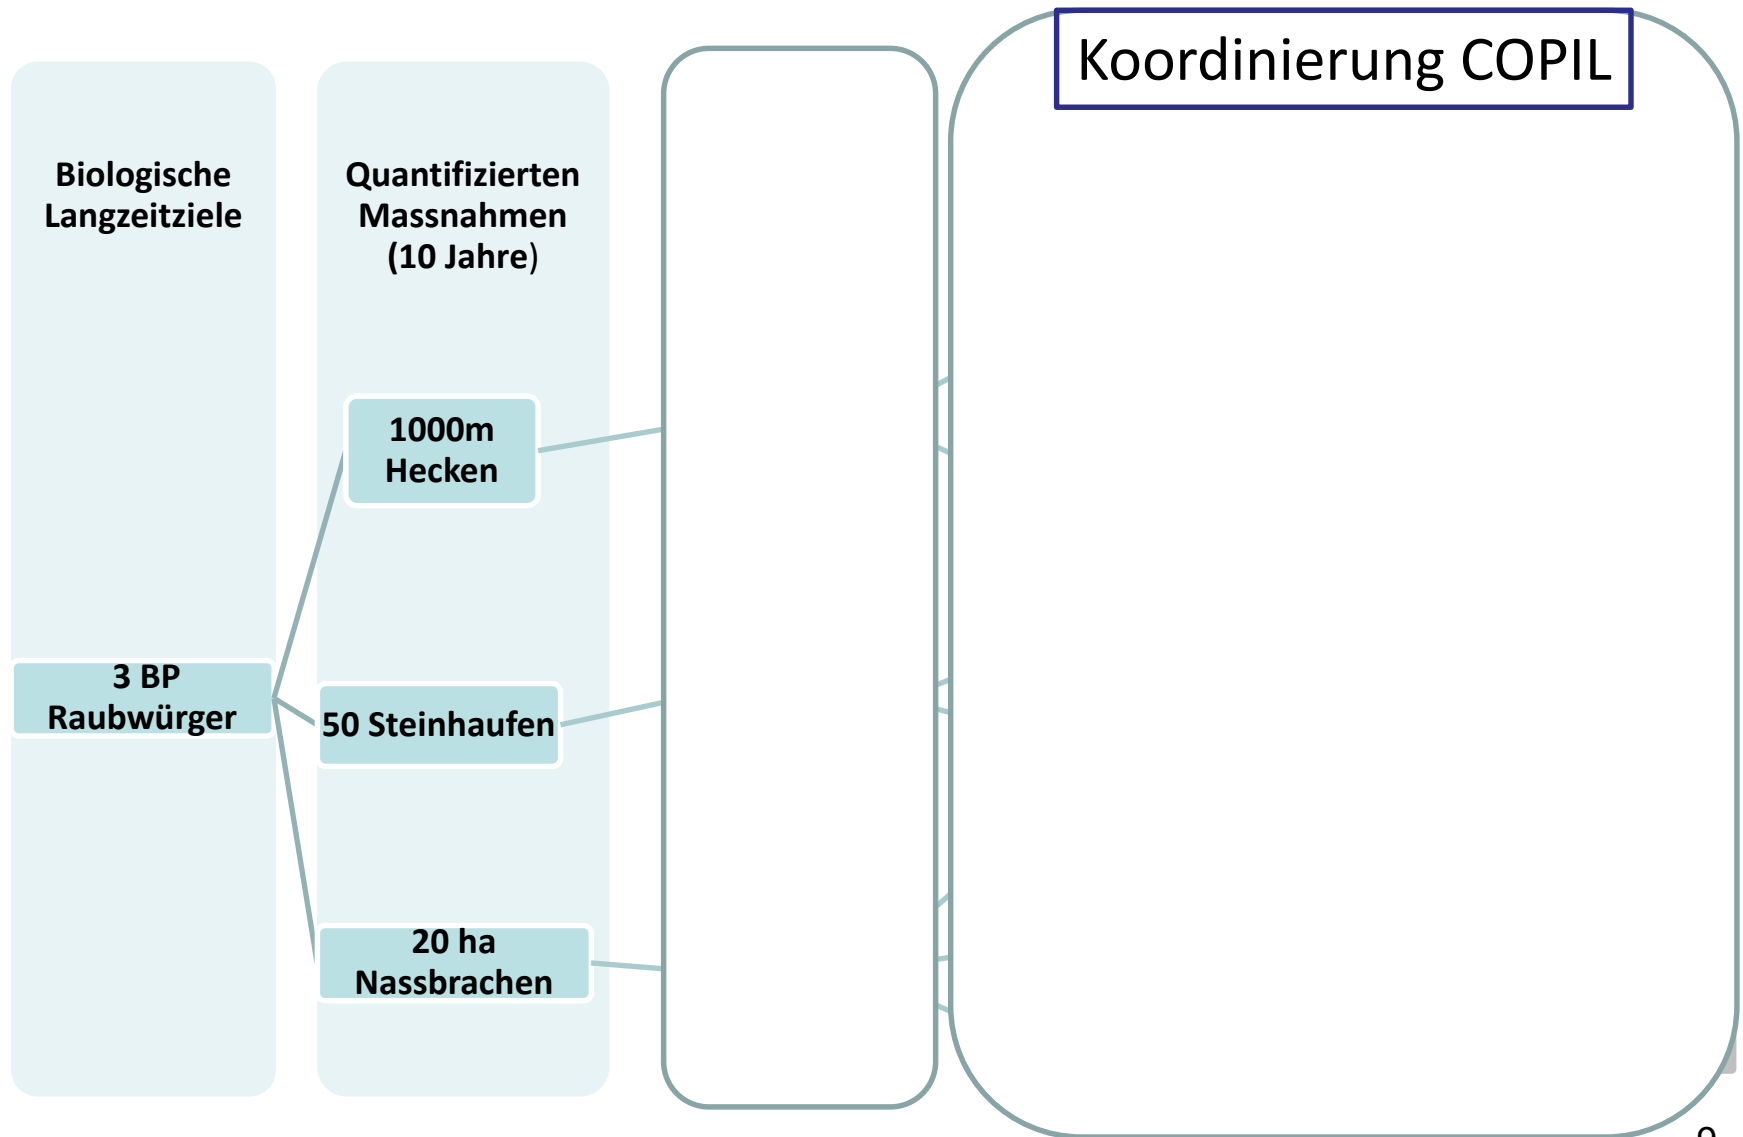 Koordinierung COPIL
Biologische
Langzeitziele
Quantifizierten
Massnahmen
(10 Jahre)
1000m
Hecken
3 BP
Raubwürger
50 Steinhaufen
20 ha
Nassbrachen